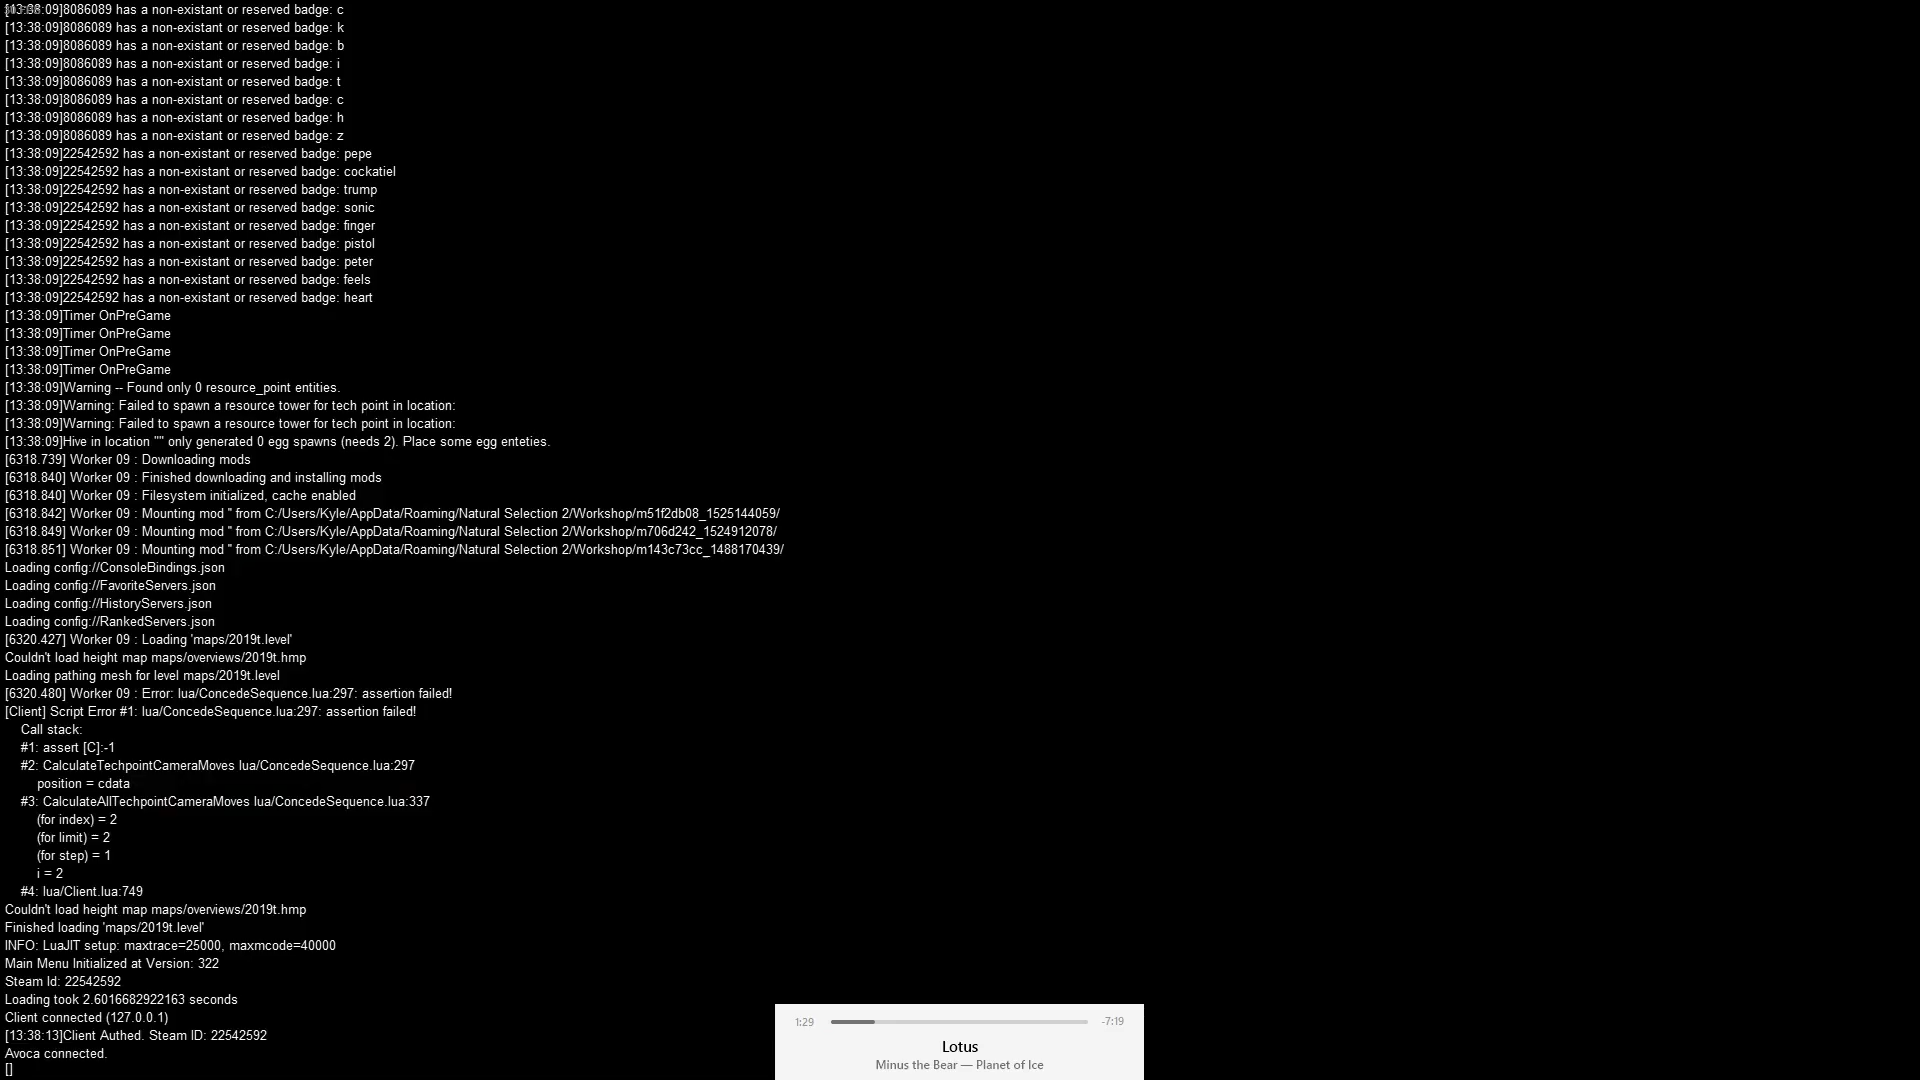 [13:38:09]8086089 has a non-existant or reserved badge: c
[13:38:09]8086089 has a non-existant or reserved badge: k
[13:38:09]8086089 has a non-existant or reserved badge: b
[13:38:09]8086089 has a non-existant or reserved badge: i
[13:38:09]8086089 has a non-existant or reserved badge: t
[13:38:09]8086089 has a non-existant or reserved badge: c
[13:38:09]8086089 has a non-existant or reserved badge: h
[13:38:09]8086089 has a non-existant or reserved badge: z
[13:38:09]22542592 has a non-existant or reserved badge: pepe
[13:38:09]22542592 has a non-existant or reserved badge: cockatiel
[13:38:09]22542592 has a non-existant or reserved badge: trump
[13:38:09]22542592 has a non-existant or reserved badge: sonic
[13:38:09]22542592 has a non-existant or reserved badge: finger
[13:38:09]22542592 has a non-existant or reserved badge: pistol
[13:38:09]22542592 has a non-existant or reserved badge: peter
[13:38:09]22542592 has a non-existant or reserved badge: feels
[13:38:09]22542592 has a non-existant or reserved badge: heart
[13:38:09]Timer OnPreGame
[13:38:09]Timer OnPreGame
[13:38:09]Timer OnPreGame
[13:38:09]Timer OnPreGame
[13:38:09]Warning -- Found only 0 resource_point entities.
[13:38:09]Warning: Failed to spawn a resource tower for tech point in location:
[13:38:09]Warning: Failed to spawn a resource tower for tech point in location:
[13:38:09]Hive in location "" only generated 0 egg spawns (needs 2). Place some egg enteties.
[6318.739] Worker 09 : Downloading mods
[6318.840] Worker 09 : Finished downloading and installing mods
[6318.840] Worker 09 : Filesystem initialized, cache enabled
[6318.842] Worker 09 : Mounting mod '' from C:/Users/Kyle/AppData/Roaming/Natural Selection 2/Workshop/m51f2db08_1525144059/
[6318.849] Worker 09 : Mounting mod '' from C:/Users/Kyle/AppData/Roaming/Natural Selection 2/Workshop/m706d242_1524912078/
[6318.851] Worker 09 : Mounting mod '' from C:/Users/Kyle/AppData/Roaming/Natural Selection 2/Workshop/m143c73cc_1488170439/
Loading config://ConsoleBindings.json
Loading config://FavoriteServers.json
Loading config://HistoryServers.json
Loading config://RankedServers.json
[6320.427] Worker 09 : Loading 'maps/2019t.level'
Couldn't load height map maps/overviews/2019t.hmp
Loading pathing mesh for level maps/2019t.level
[6320.480] Worker 09 : Error: lua/ConcedeSequence.lua:297: assertion failed!
[Client] Script Error #1: lua/ConcedeSequence.lua:297: assertion failed!
Call stack:
#1: assert [C]:-1
#2: CalculateTechpointCameraMoves lua/ConcedeSequence.lua:297
position = cdata
#3: CalculateAllTechpointCameraMoves lua/ConcedeSequence.lua:337
(for index) = 2
(for limit) = 2
(for step) = 1
i = 2
#4: lua/Client.lua:749
Couldn't load height map maps/overviews/2019t.hmp
Finished loading 'maps/2019t.level'
INFO: LuaJIT setup: maxtrace=25000, maxmcode=40000
Main Menu Initialized at Version: 322
Steam Id: 22542592
Loading took 2.6016682922163 seconds
Client connected (127.0.0.1)
[13:38:13]Client Authed. Steam ID: 22542592
Avoca connected.
[]
1:29 -7:19
Lotus
Minus the Bear — Planet of Ice